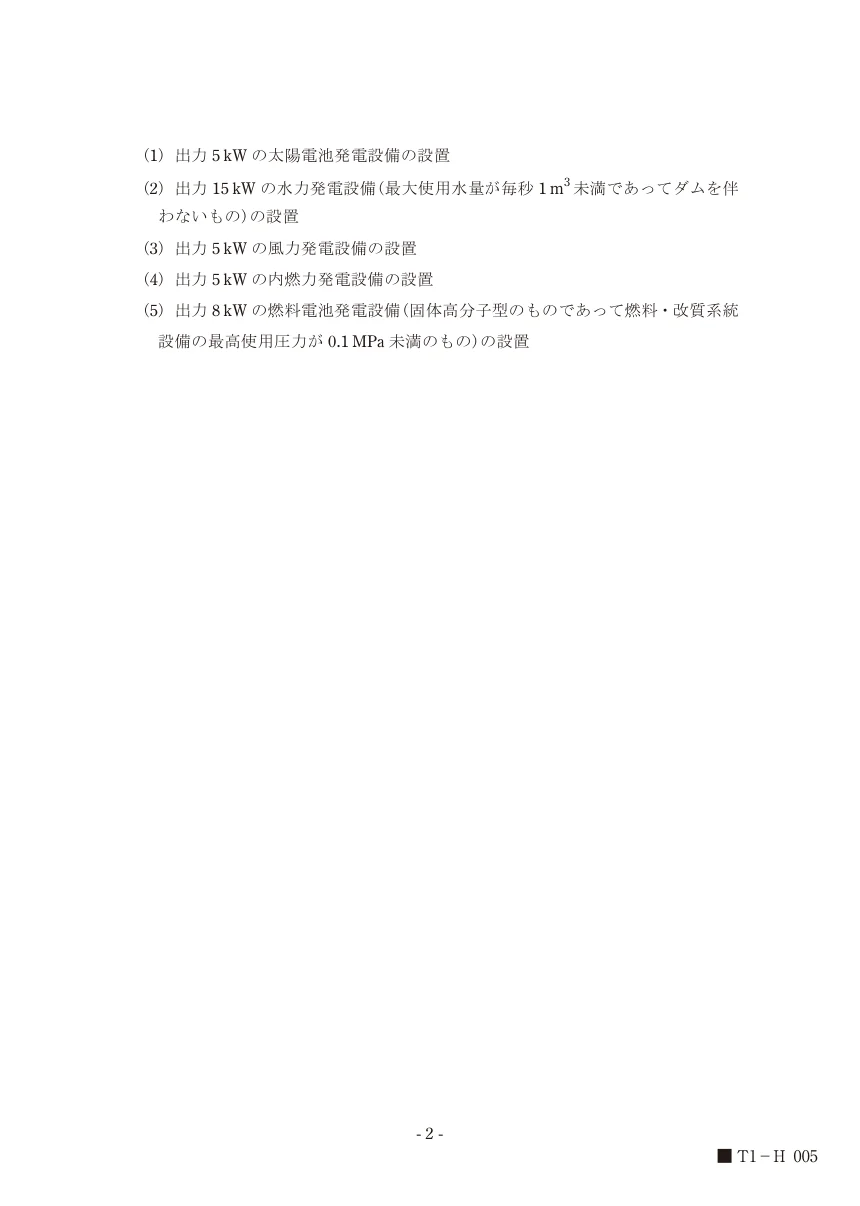 (1) 出力 5 kW の太陽電池発電設備の設置
(2) 出力 15 kW の水力発電設備(最大使用水量が毎秒 1 m³ 未満であってダムを伴
わないもの)の設置
(3) 出力 5 kW の風力発電設備の設置
(4) 出力 5 kW の内燃力発電設備の設置
(5) 出力 8 kW の燃料電池発電設備(固体高分子型のものであって燃料・改質系統
設備の最高使用圧力が 0.1 MPa 未満のもの)の設置
- 2 -
■ T1−H 005